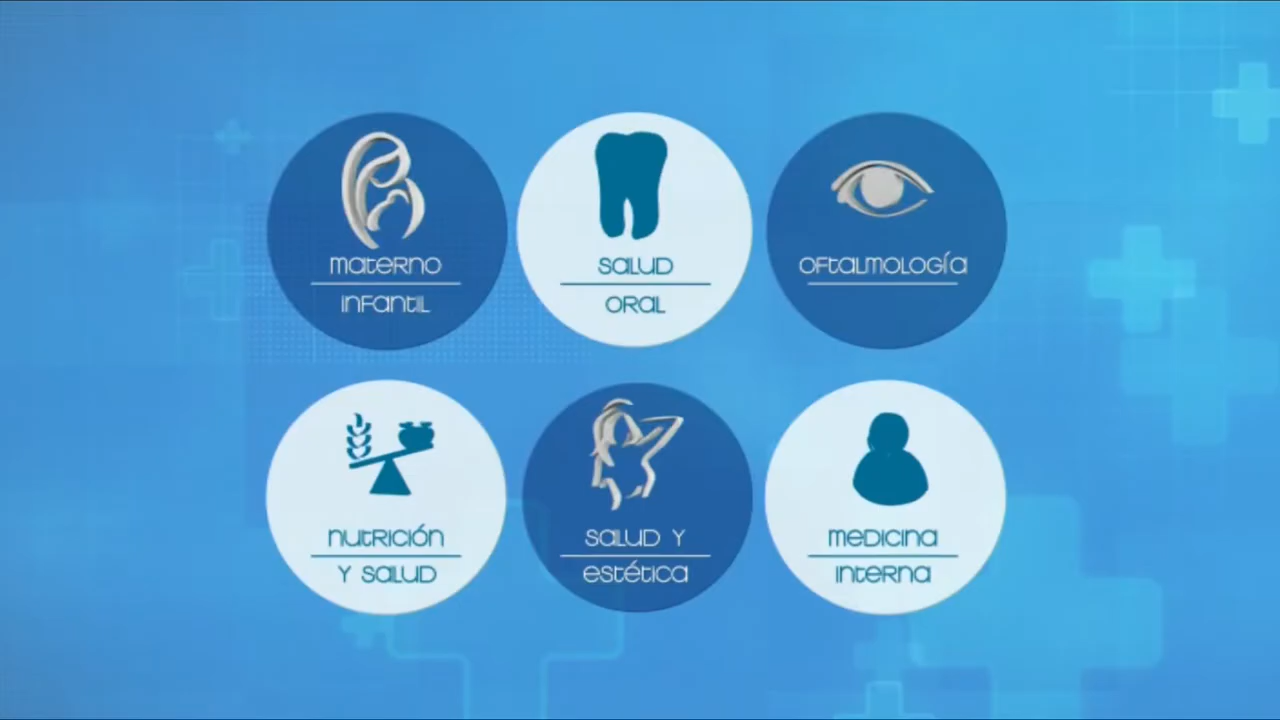 materno
infantil
salud
oral
oftalmología
nutrición
y salud
salud y
estética
medicina
interna